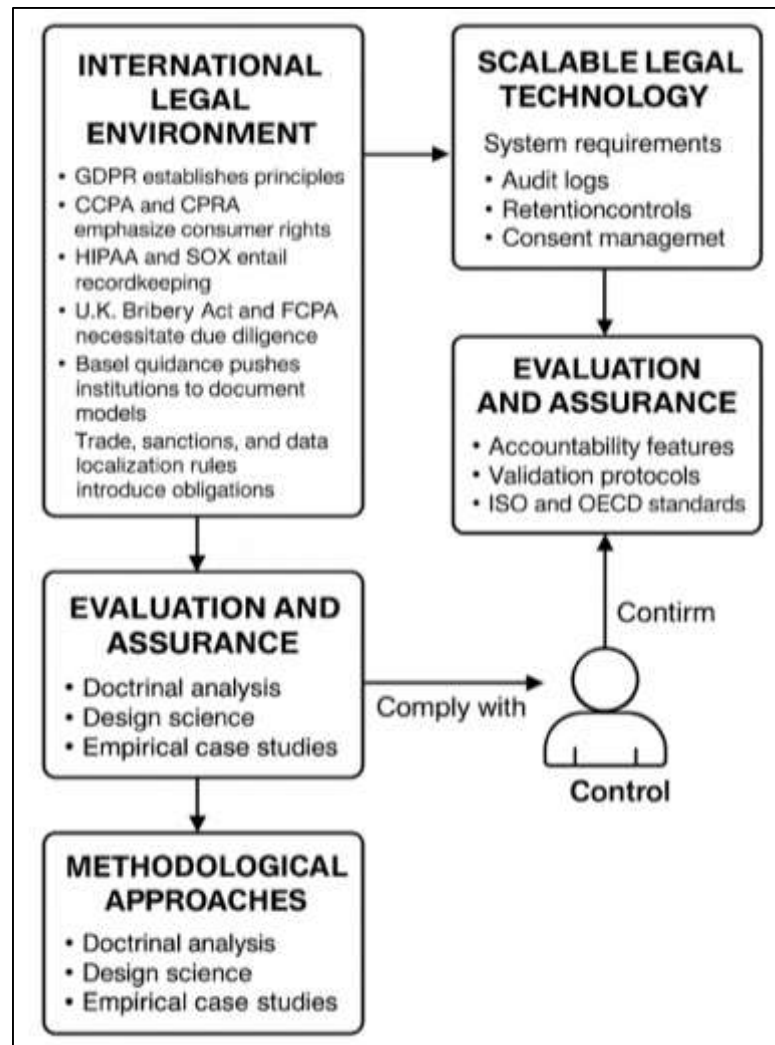 INTERNATIONAL
LEGAL
ENVIRONMENT
• GDPR establishes principles
• CCPA and CPRA
emphasize consumer rights
• HIPAA and SOX entail
recordkeeping
• U.K. Bribery Act and FCPA
necessitate due diligence
• Basel quidance pushes
institutions to document
models
Trade, sanctions, and data
localization rules
introduce obligations
SCALABLE LEGAL
TECHNOLOGY
System requirements
• Audit logs
• Retentioncontrols
• Consent managemet
EVALUATION
AND ASSURANCE
• Accountability features
• Validation protocols
• ISO and OECD standards
EVALUATION AND
ASSURANCE
• Doctrinal analysis
• Design science
• Empirical case studies
Comply with
Contirm
Control
METHODOLOGICAL
APPROACHES
• Doctrinal analysis
• Design science
• Empirical case studies